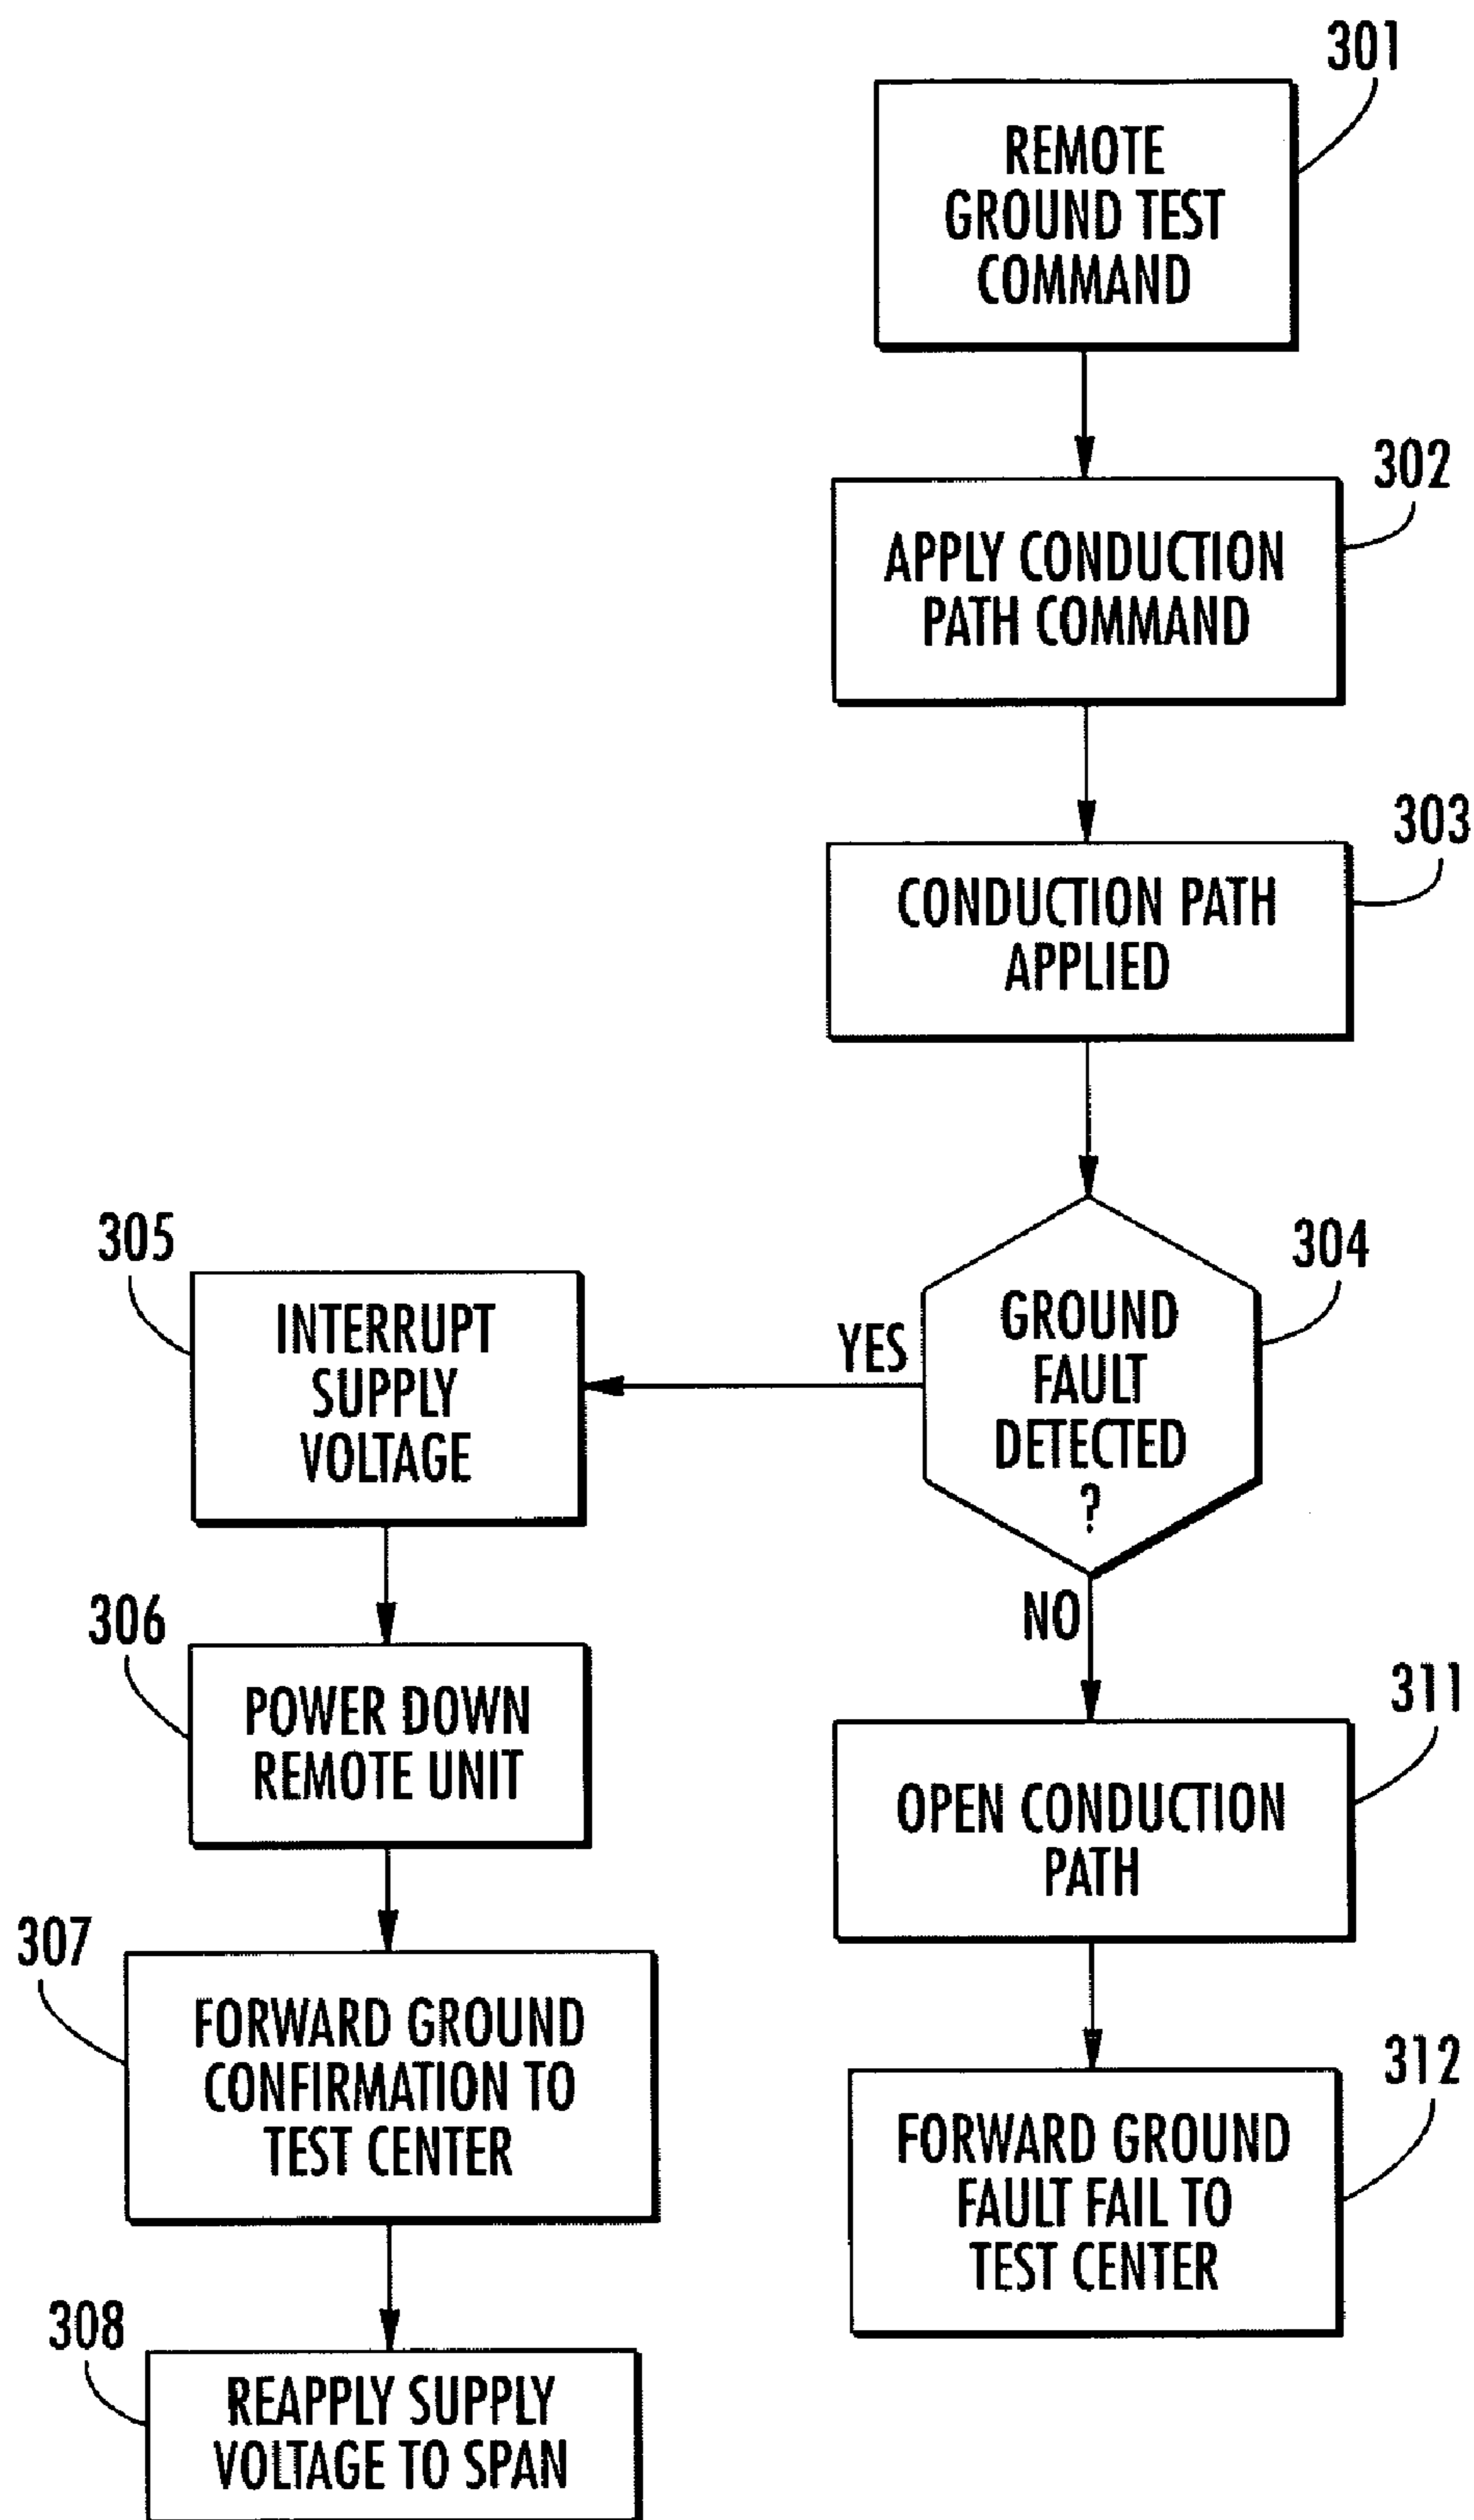 301
REMOTE
GROUND TEST
COMMAND
302
APPLY CONDUCTION
PATH COMMAND
303
CONDUCTION PATH
APPLIED
304
GROUND
FAULT
DETECTED
?
YES
NO
305
INTERRUPT
SUPPLY
VOLTAGE
306
POWER DOWN
REMOTE UNIT
307
FORWARD GROUND
CONFIRMATION TO
TEST CENTER
308
REAPPLY SUPPLY
VOLTAGE TO SPAN
311
OPEN CONDUCTION
PATH
312
FORWARD GROUND
FAULT FAIL TO
TEST CENTER